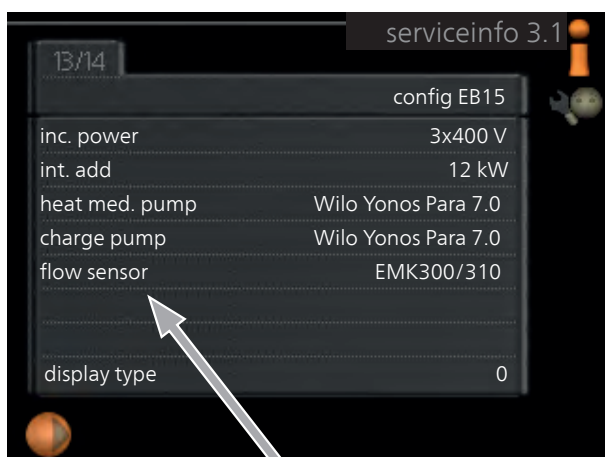 serviceinfo 3.1
13/14
config EB15
inc. power 3x400 V
int. add 12 kW
heat med. pump Wilo Yonos Para 7.0
charge pump Wilo Yonos Para 7.0
flow sensor EMK300/310
display type 0